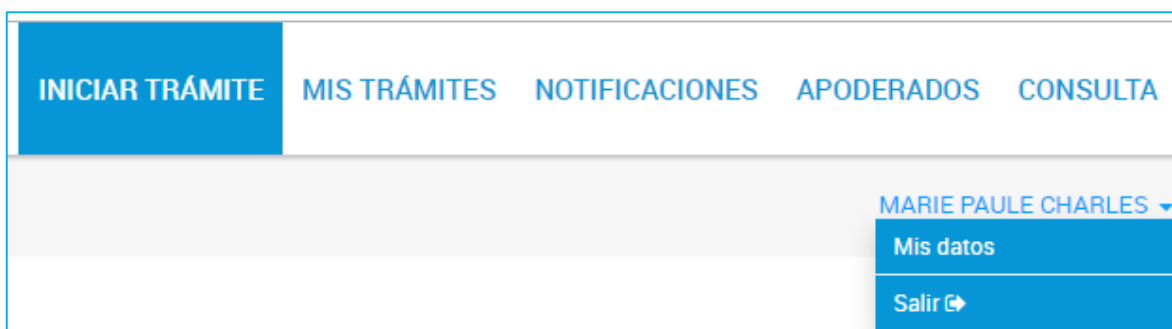 INICIAR TRÁMITE MIS TRÁMITES NOTIFICACIONES APODERADOS CONSULTA
MARIE PAULE CHARLES
Mis datos
Salir